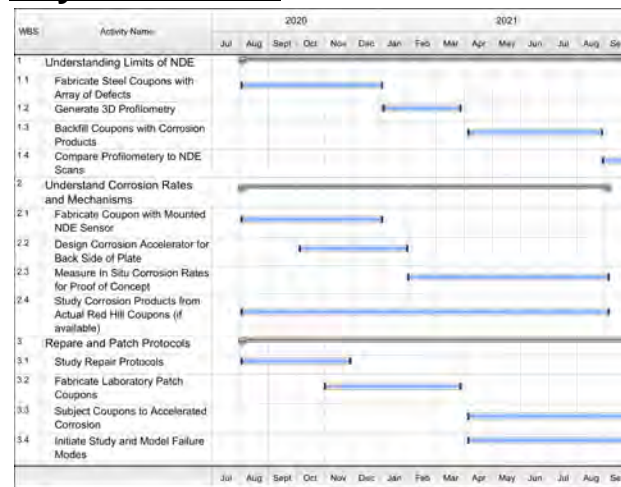 2020 2021
WBS Activity Name
Jul Aug Sept Oct Nov Dec Jan Feb Mar Apr May Jun Jul Aug Se
1 Understanding Limits of NDE
1.1 Fabricate Steel Coupons with
Array of Defects
1.2 Generate 3D Profilometry
1.3 Backfill Coupons with Corrosion
Products
1.4 Compare Profilometery to NDE
Scans
2 Understand Corrosion Rates
and Mechanisms
2.1 Fabricate Coupon with Mounted
NDE Sensor
2.2 Design Corrosion Accelerator for
Back Side of Plate
2.3 Measure In Situ Corrosion Rates
for Proof of Concept
2.4 Study Corrosion Products from
Actual Red Hill Coupons (if
available)
3 Repare and Patch Protocols
3.1 Study Repair Protocols
3.2 Fabricate Laboratory Patch
Coupons
3.3 Subject Coupons to Accelerated
Corrosion
3.4 Initiate Study and Model Failure
Modes
Jul Aug Sept Oct Nov Dec Jan Feb Mar Apr May Jun Jul Aug Se